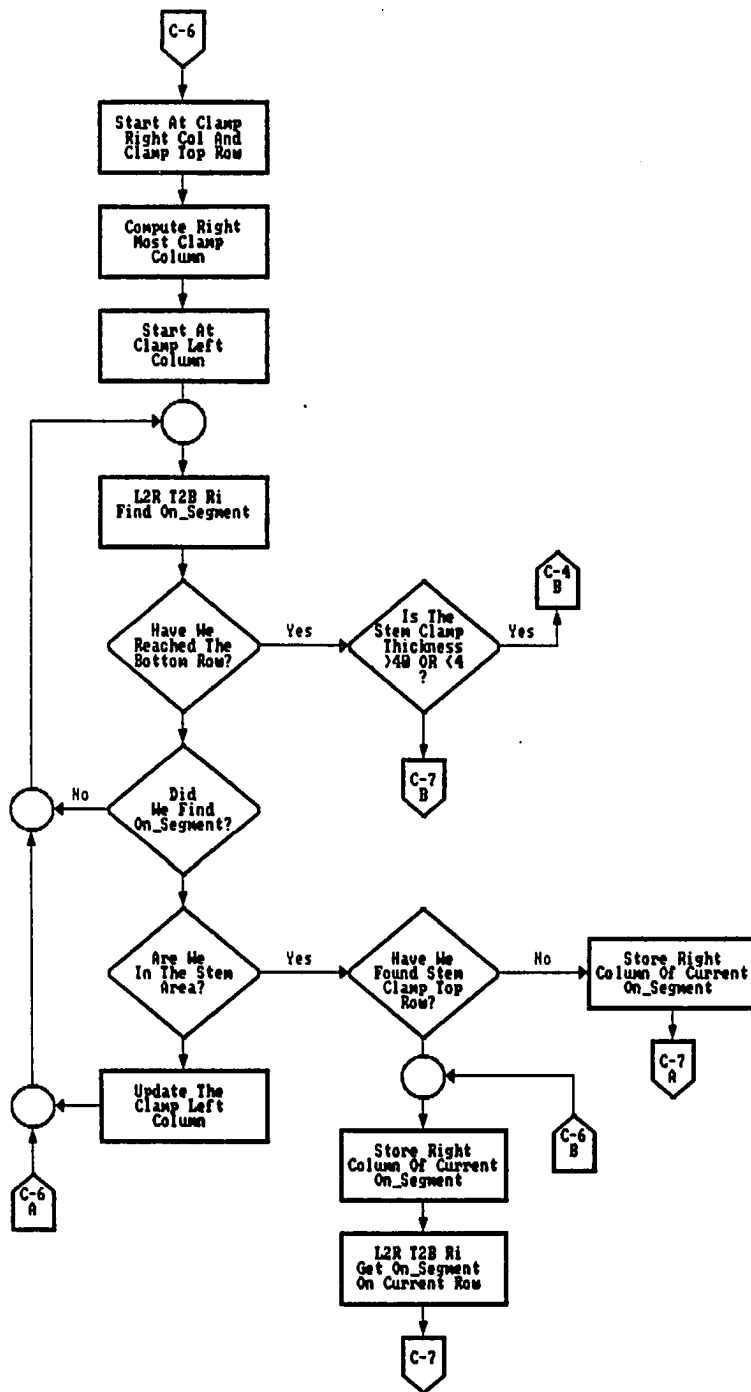 C-6
Start At Clamp
Right Col And
Clamp Top Row
Compute Right
Most Clamp
Column
Start At
Clamp Left
Column
L2R T2B Ri
Find On_Segment
Have We
Reached The
Bottom Row?
Yes
Is The
Stem Clamp
Thickness
>40 OR <4
?
Yes
C-4
B
C-7
B
Did
We Find
On_Segment?
No
Are We
In The Stem
Area?
Yes
Have We
Found Stem
Clamp Top
Row?
No
Store Right
Column Of Current
On_Segment
C-7
A
Update The
Clamp Left
Column
C-6
A
C-6
B
Store Right
Column Of Current
On_Segment
L2R T2B Ri
Get On_Segment
On Current Row
C-7